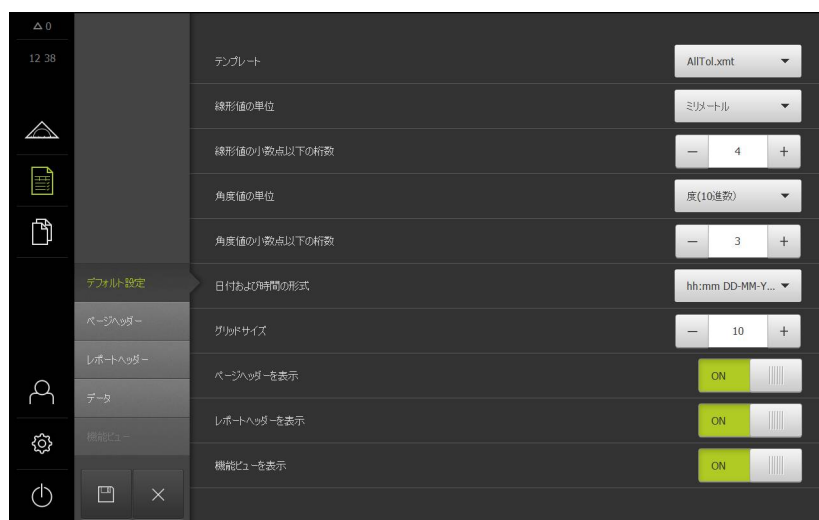 △ 0
12 38
テンプレート
AllTol.xmt
線形値の単位
ミリメートル
線形値の小数点以下の桁数
− 4 +
角度値の単位
度(10進数)
角度値の小数点以下の桁数
− 3 +
デフォルト設定
日付および時間の形式
hh:mm DD-MM-Y...
ページヘッダー
グリッドサイズ
− 10 +
レポートヘッダー
ページヘッダーを表示
ON
データ
レポートヘッダーを表示
ON
機能ビュー
機能ビューを表示
ON